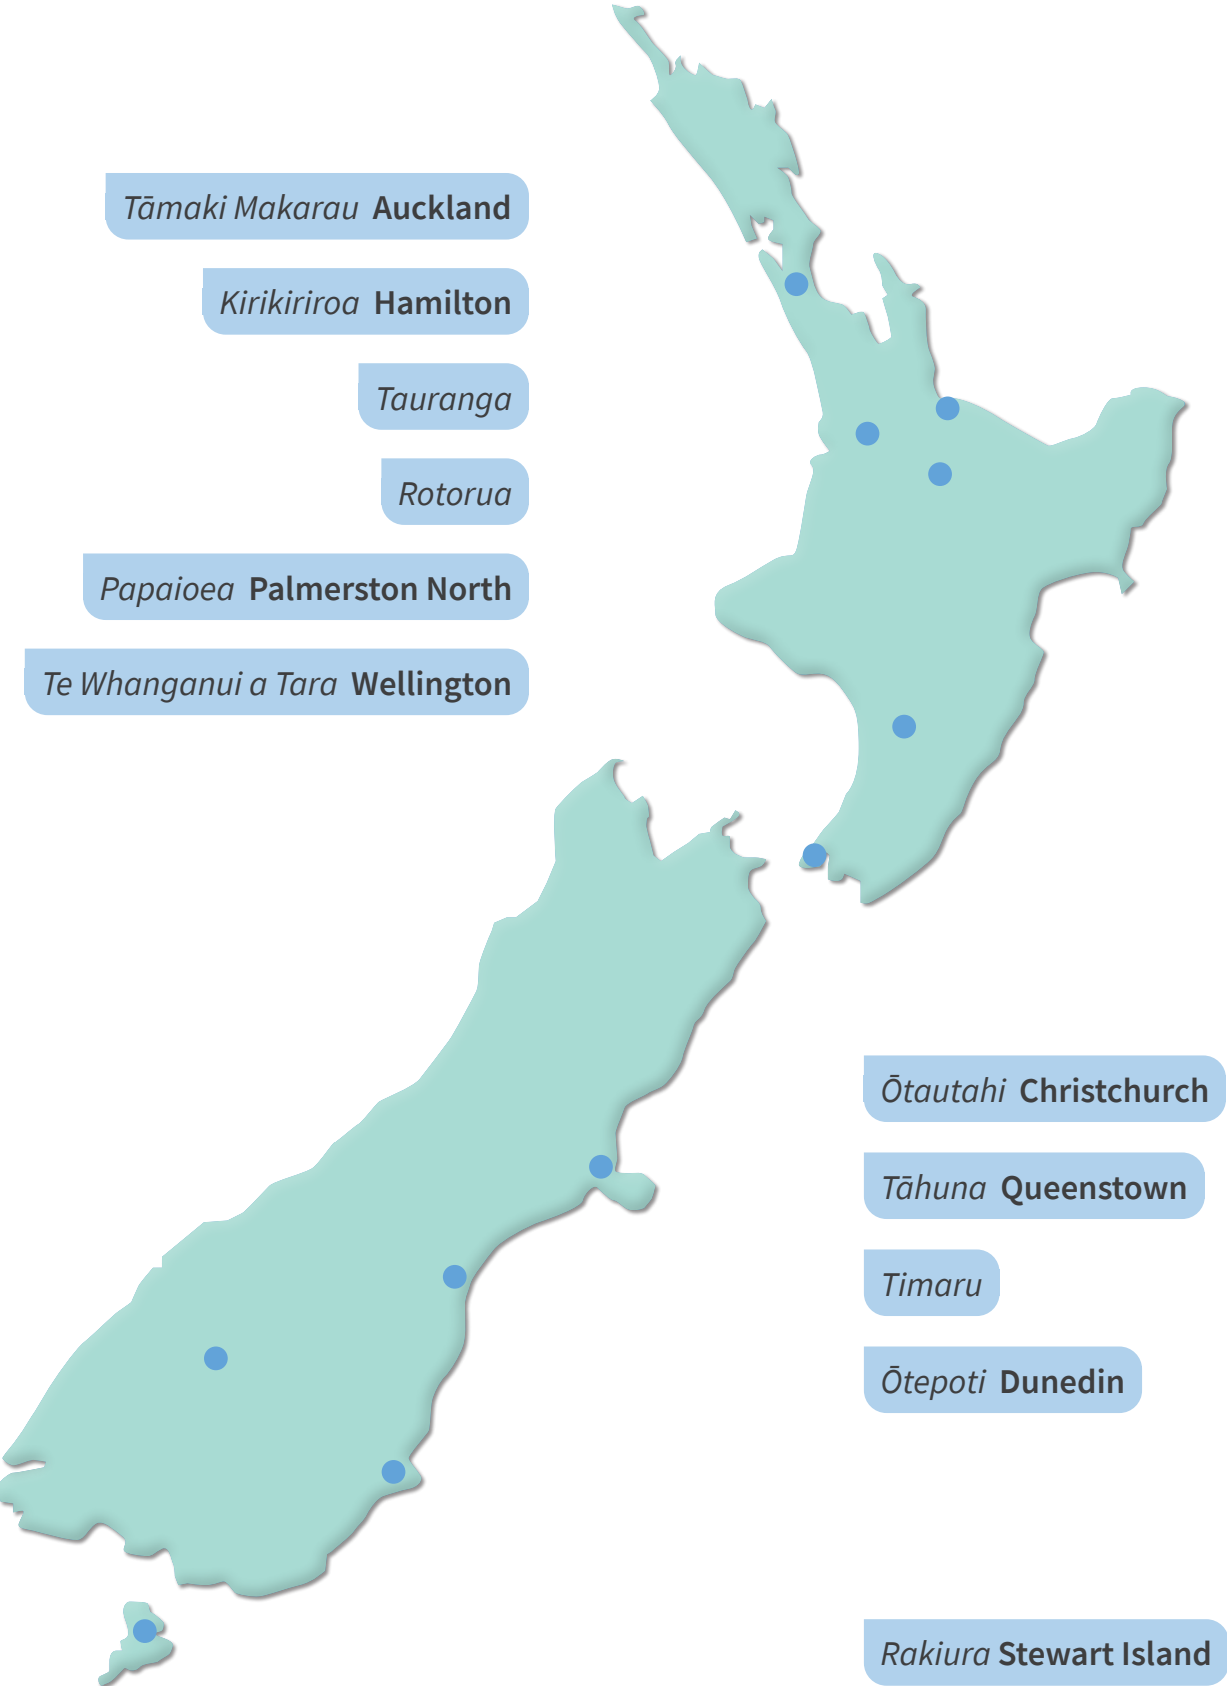 Tāmaki Makarau Auckland
Kirikiriroa Hamilton
Tauranga
Rotorua
Papaioea Palmerston North
Te Whanganui a Tara Wellington
Ōtautahi Christchurch
Tāhuna Queenstown
Timaru
Ōtepoti Dunedin
Rakiura Stewart Island